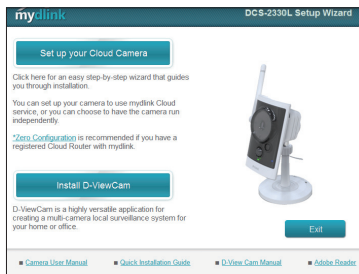 mydlink
DCS-2330L Setup Wizard
Set up your Cloud Camera
Click here for an easy step-by-step wizard that guides
you through installation.
You can set up your camera to use mydlink Cloud
service, or you can choose to have the camera run
independently.
*Zero Configuration is recommended if you have a
registered Cloud Router with mydlink.
Install D-ViewCam
D-ViewCam is a highly versatile application for
creating a multi-camera local surveillance system for
your home or office.
Exit
Camera User Manual
Quick Installation Guide
D-View Cam Manual
Adobe Reader